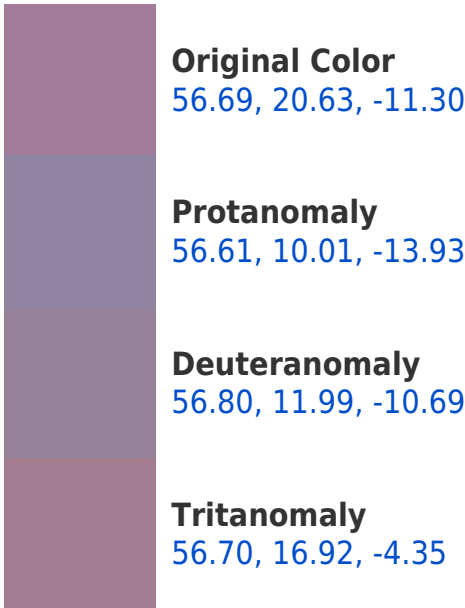 Original Color
56.69, 20.63, -11.30
Protanomaly
56.61, 10.01, -13.93
Deuteranomaly
56.80, 11.99, -10.69
Tritanomaly
56.70, 16.92, -4.35